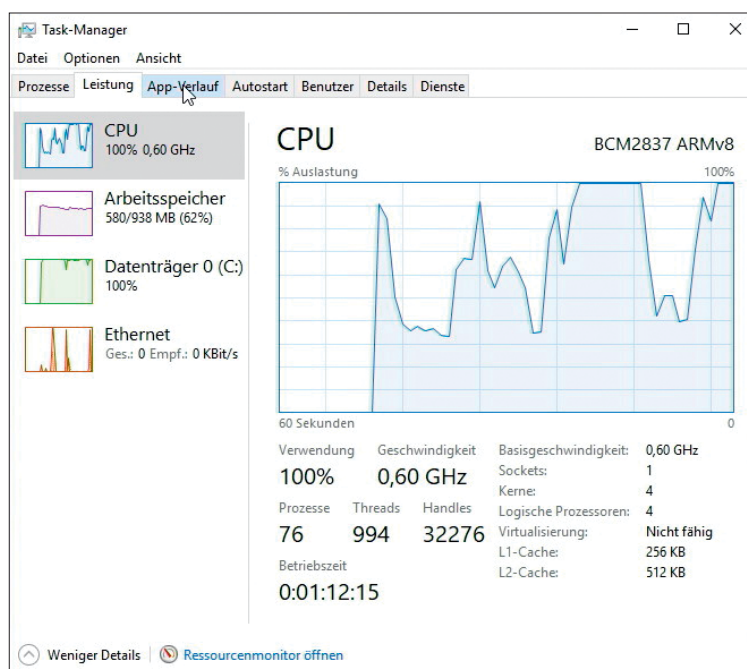 Task-Manager
Datei Optionen Ansicht
Prozesse Leistung App-Verlauf Autostart Benutzer Details Dienste
CPU
100% 0,60 GHz
Arbeitsspeicher
580/938 MB (62%)
Datenträger 0 (C:)
100%
Ethernet
Ges.: 0 Empf.: 0 KBit/s
CPU BCM2837 ARMv8
% Auslastung 100%
60 Sekunden 0
Verwendung Geschwindigkeit
100% 0,60 GHz
Prozesse Threads Handles
76 994 32276
Betriebszeit
0:01:12:15
Basisgeschwindigkeit: 0,60 GHz
Sockets: 1
Kerne: 4
Logische Prozessoren: 4
Virtualisierung: Nicht fähig
L1-Cache: 256 KB
L2-Cache: 512 KB
Weniger Details Ressourcenmonitor öffnen